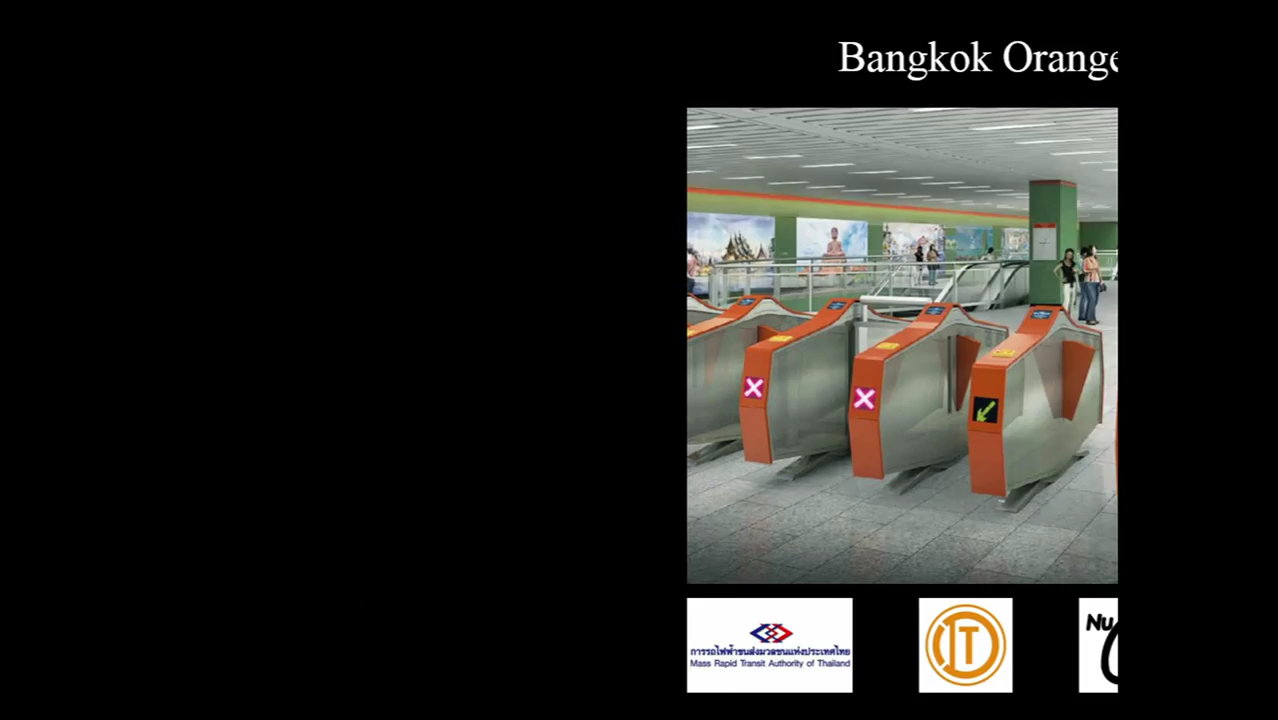 Bangkok Orange
การรถไฟฟ้าขนส่งมวลชนแห่งประเทศไทย
Mass Rapid Transit Authority of Thailand
IT
Nu